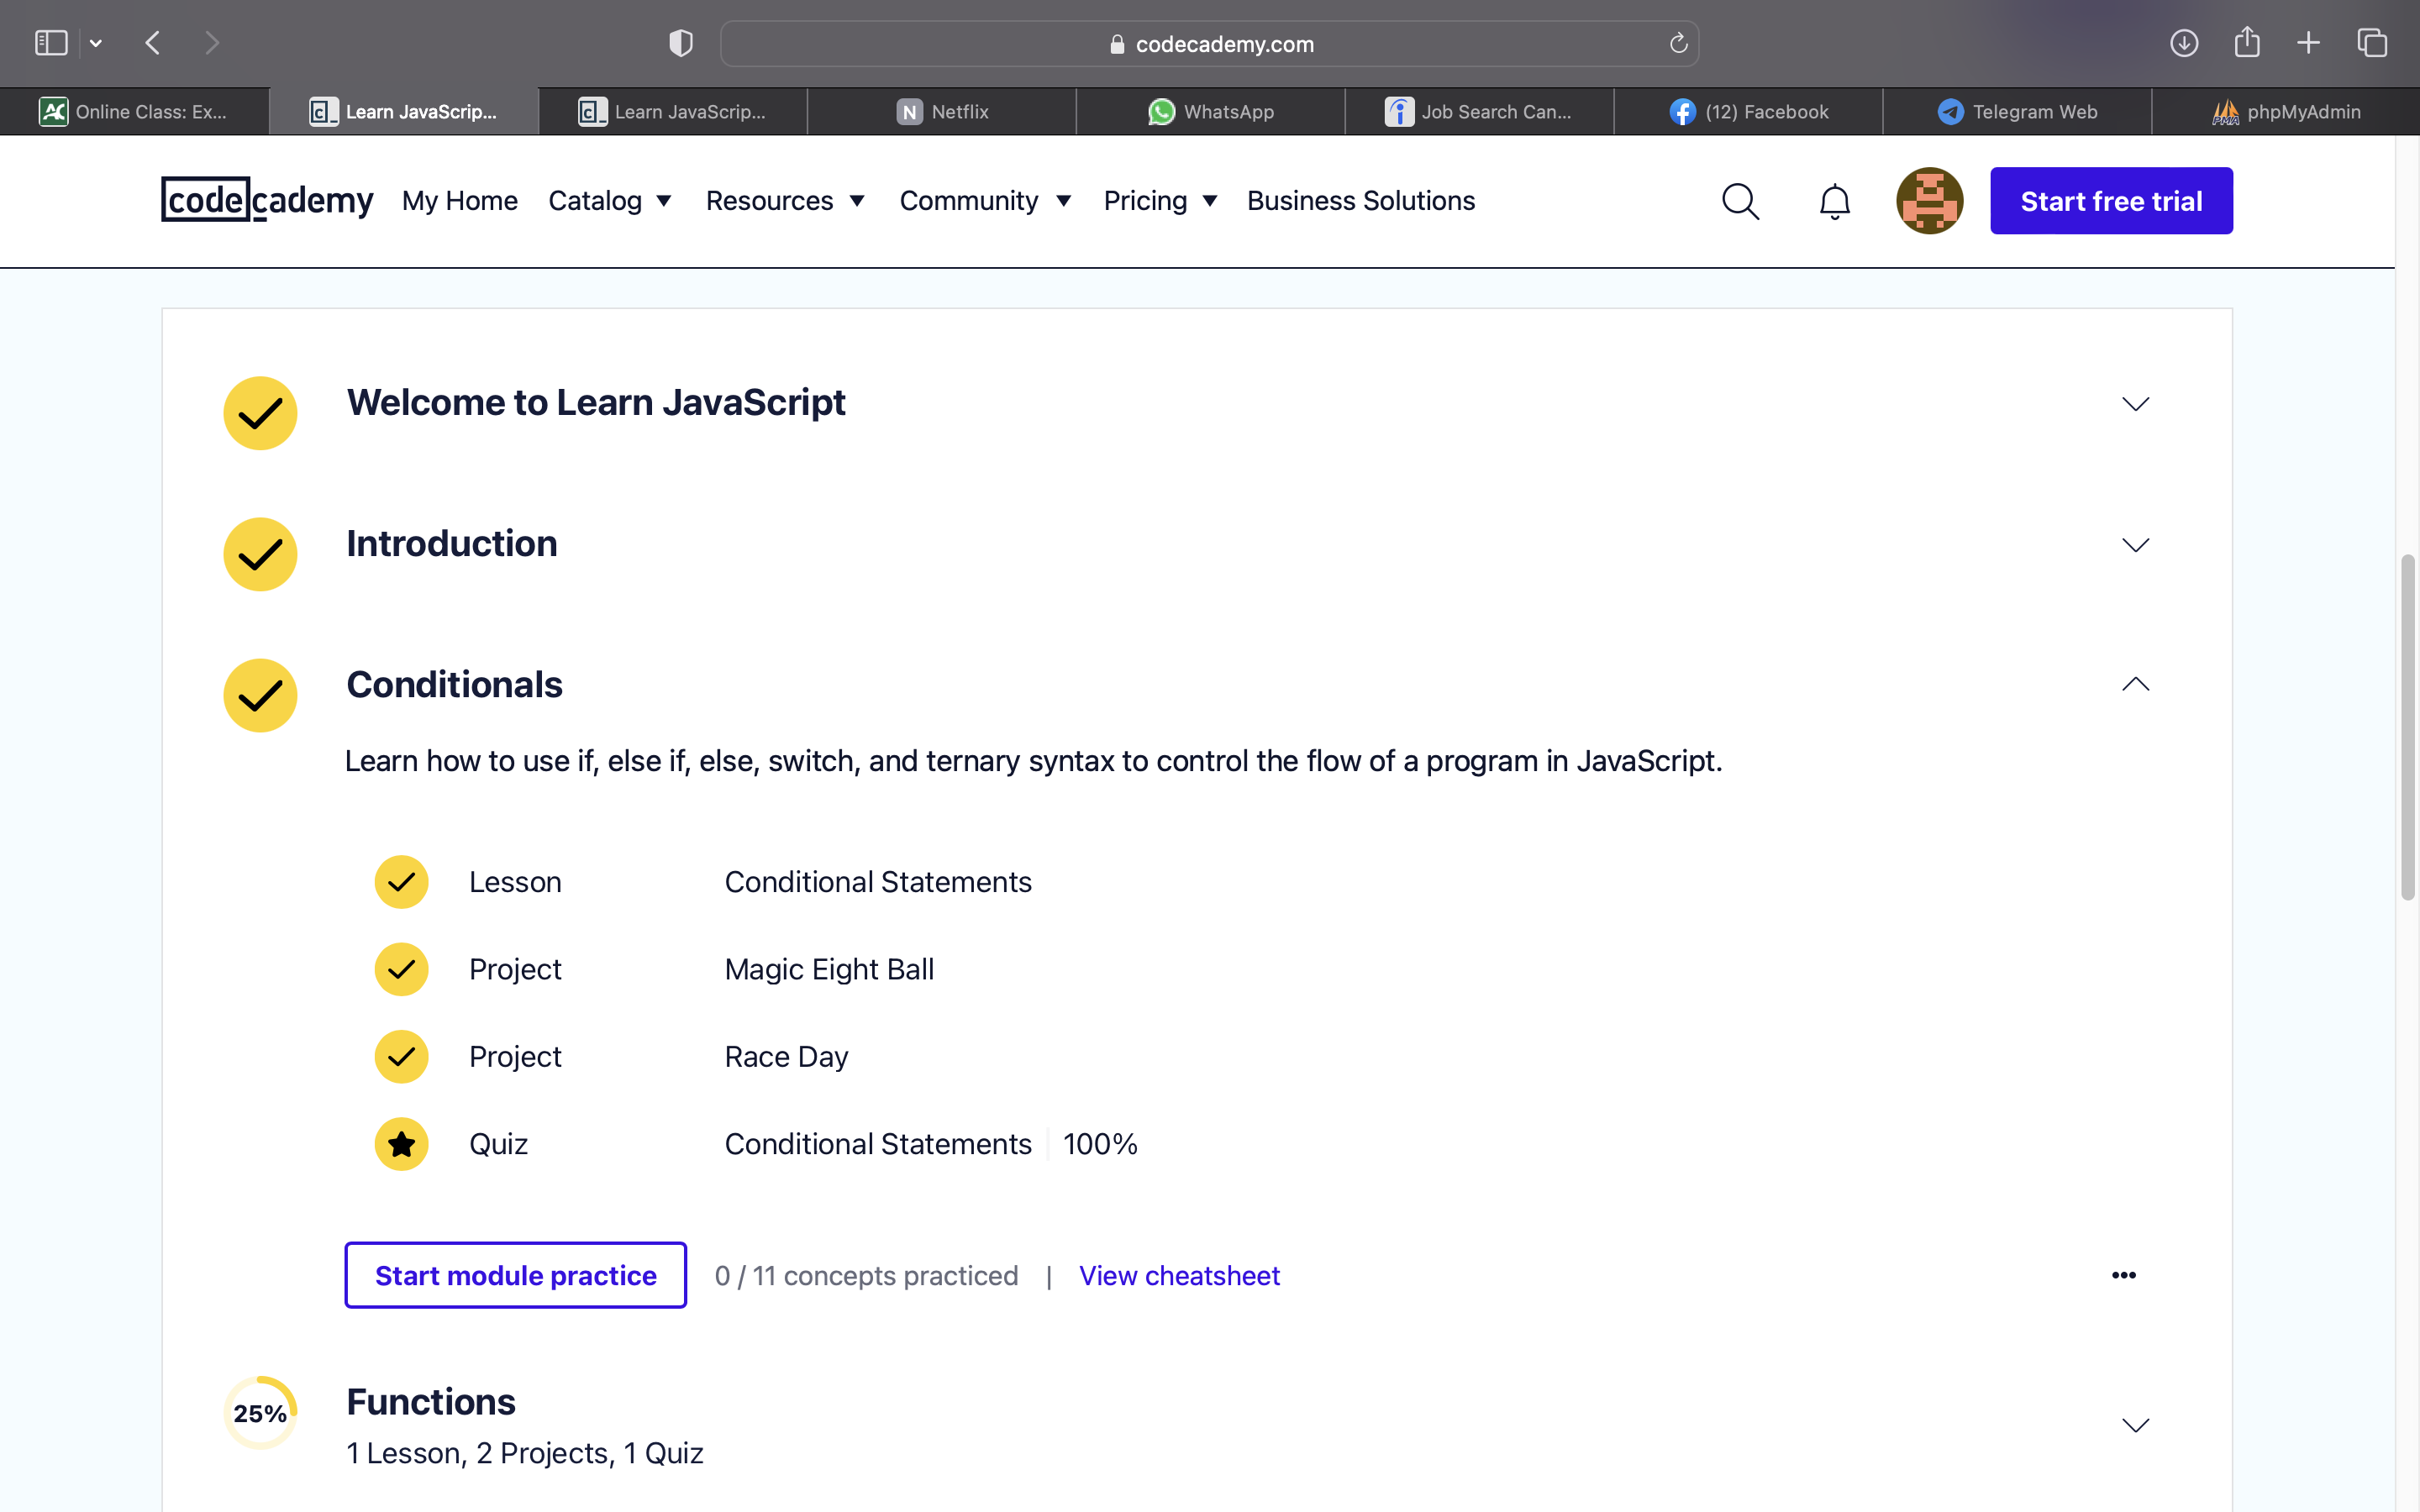 codecademy.com
Online Class: Ex...
Learn JavaScrip...
Learn JavaScrip...
N Netflix
WhatsApp
Job Search Can...
(12) Facebook
Telegram Web
phpMyAdmin
codecademy
My Home
Catalog
Resources
Community
Pricing
Business Solutions
Start free trial
Welcome to Learn JavaScript
Introduction
Conditionals
Learn how to use if, else if, else, switch, and ternary syntax to control the flow of a program in JavaScript.
Lesson Conditional Statements
Project Magic Eight Ball
Project Race Day
Quiz Conditional Statements 100%
Start module practice 0 / 11 concepts practiced | View cheatsheet
25% Functions
1 Lesson, 2 Projects, 1 Quiz